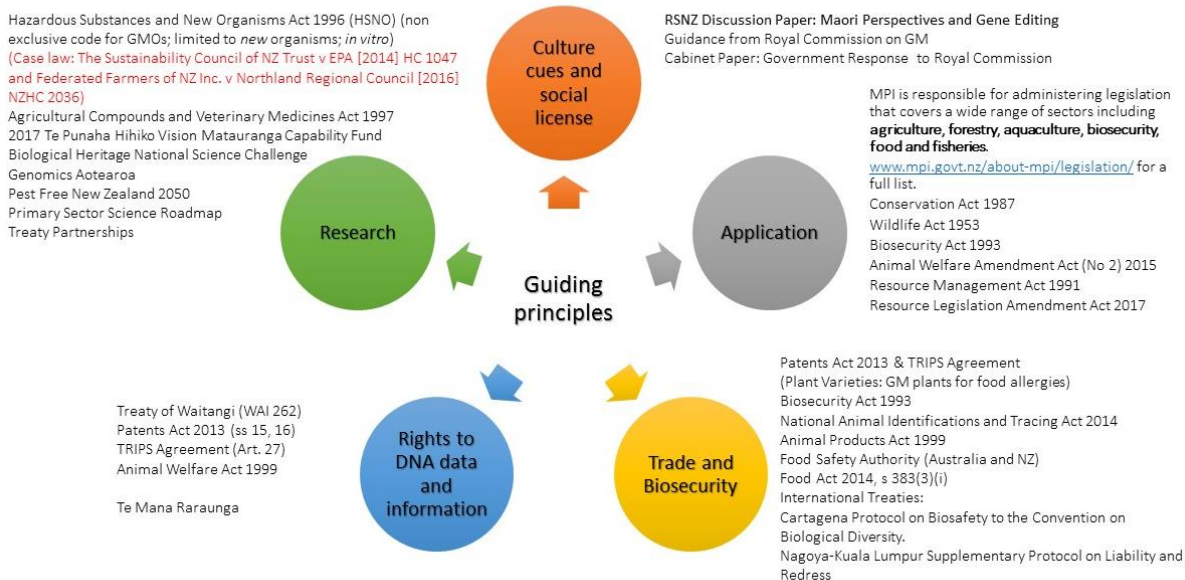 Hazardous Substances and New Organisms Act 1996 (HSNO) (non
exclusive code for GMOs; limited to new organisms; in vitro)
(Case law: The Sustainability Council of NZ Trust v EPA [2014] HC 1047
and Federated Farmers of NZ Inc. v Northland Regional Council [2016]
NZHC 2036)
Agricultural Compounds and Veterinary Medicines Act 1997
2017 Te Punaha Hihiko Vision Matauranga Capability Fund
Biological Heritage National Science Challenge
Genomics Aotearoa
Pest Free New Zealand 2050
Primary Sector Science Roadmap
Treaty Partnerships
Research
Culture
cues and
social
license
RSNZ Discussion Paper: Maori Perspectives and Gene Editing
Guidance from Royal Commission on GM
Cabinet Paper: Government Response to Royal Commission
Application
MPI is responsible for administering legislation
that covers a wide range of sectors including
agriculture, forestry, aquaculture, biosecurity,
food and fisheries.
www.mpi.govt.nz/about-mpi/legislation/ for a
full list.
Conservation Act 1987
Wildlife Act 1953
Biosecurity Act 1993
Animal Welfare Amendment Act (No 2) 2015
Resource Management Act 1991
Resource Legislation Amendment Act 2017
Guiding
principles
Treaty of Waitangi (WAI 262)
Patents Act 2013 (ss 15, 16)
TRIPS Agreement (Art. 27)
Animal Welfare Act 1999
Te Mana Raraunga
Rights to
DNA data
and
information
Trade and
Biosecurity
Patents Act 2013 & TRIPS Agreement
(Plant Varieties: GM plants for food allergies)
Biosecurity Act 1993
National Animal Identifications and Tracing Act 2014
Animal Products Act 1999
Food Safety Authority (Australia and NZ)
Food Act 2014, s 383(3)(i)
International Treaties:
Cartagena Protocol on Biosafety to the Convention on
Biological Diversity.
Nagoya-Kuala Lumpur Supplementary Protocol on Liability and
Redress